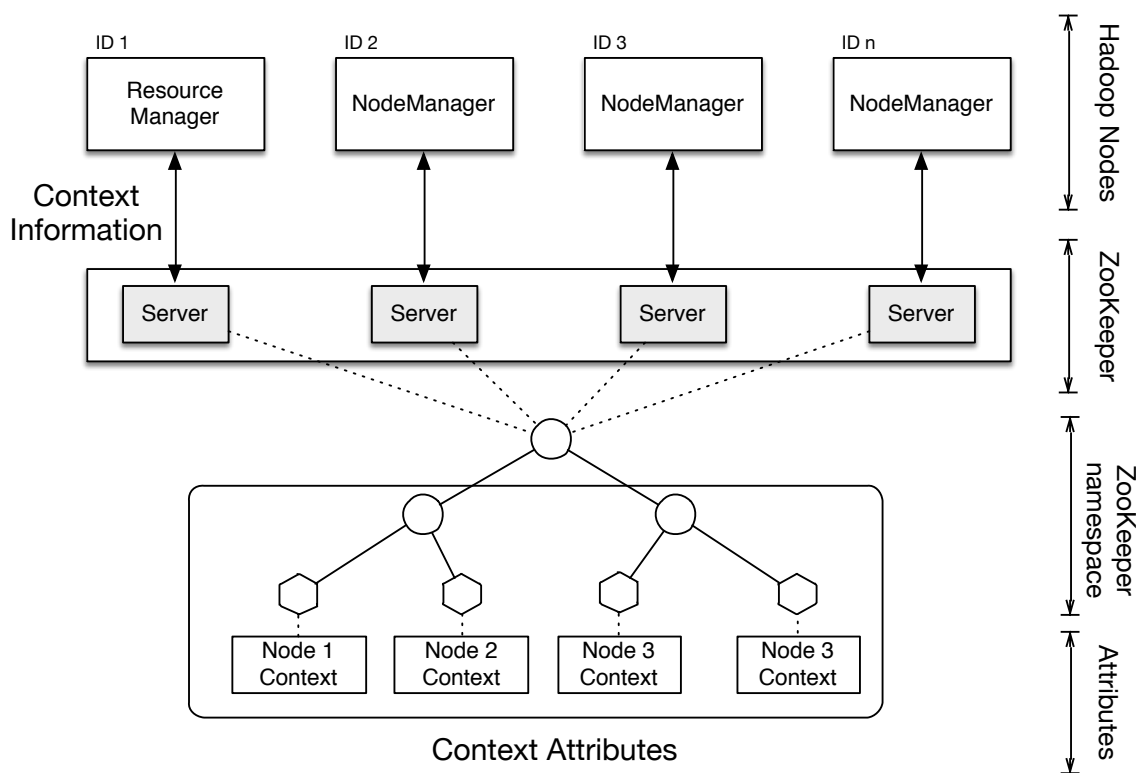 ID 1
ID 2
ID 3
ID n
Resource
Manager
NodeManager
NodeManager
NodeManager
Hadoop Nodes
Context
Information
Server
Server
Server
Server
ZooKeeper
ZooKeeper
namespace
Node 1
Context
Node 2
Context
Node 3
Context
Node 3
Context
Attributes
Context Attributes